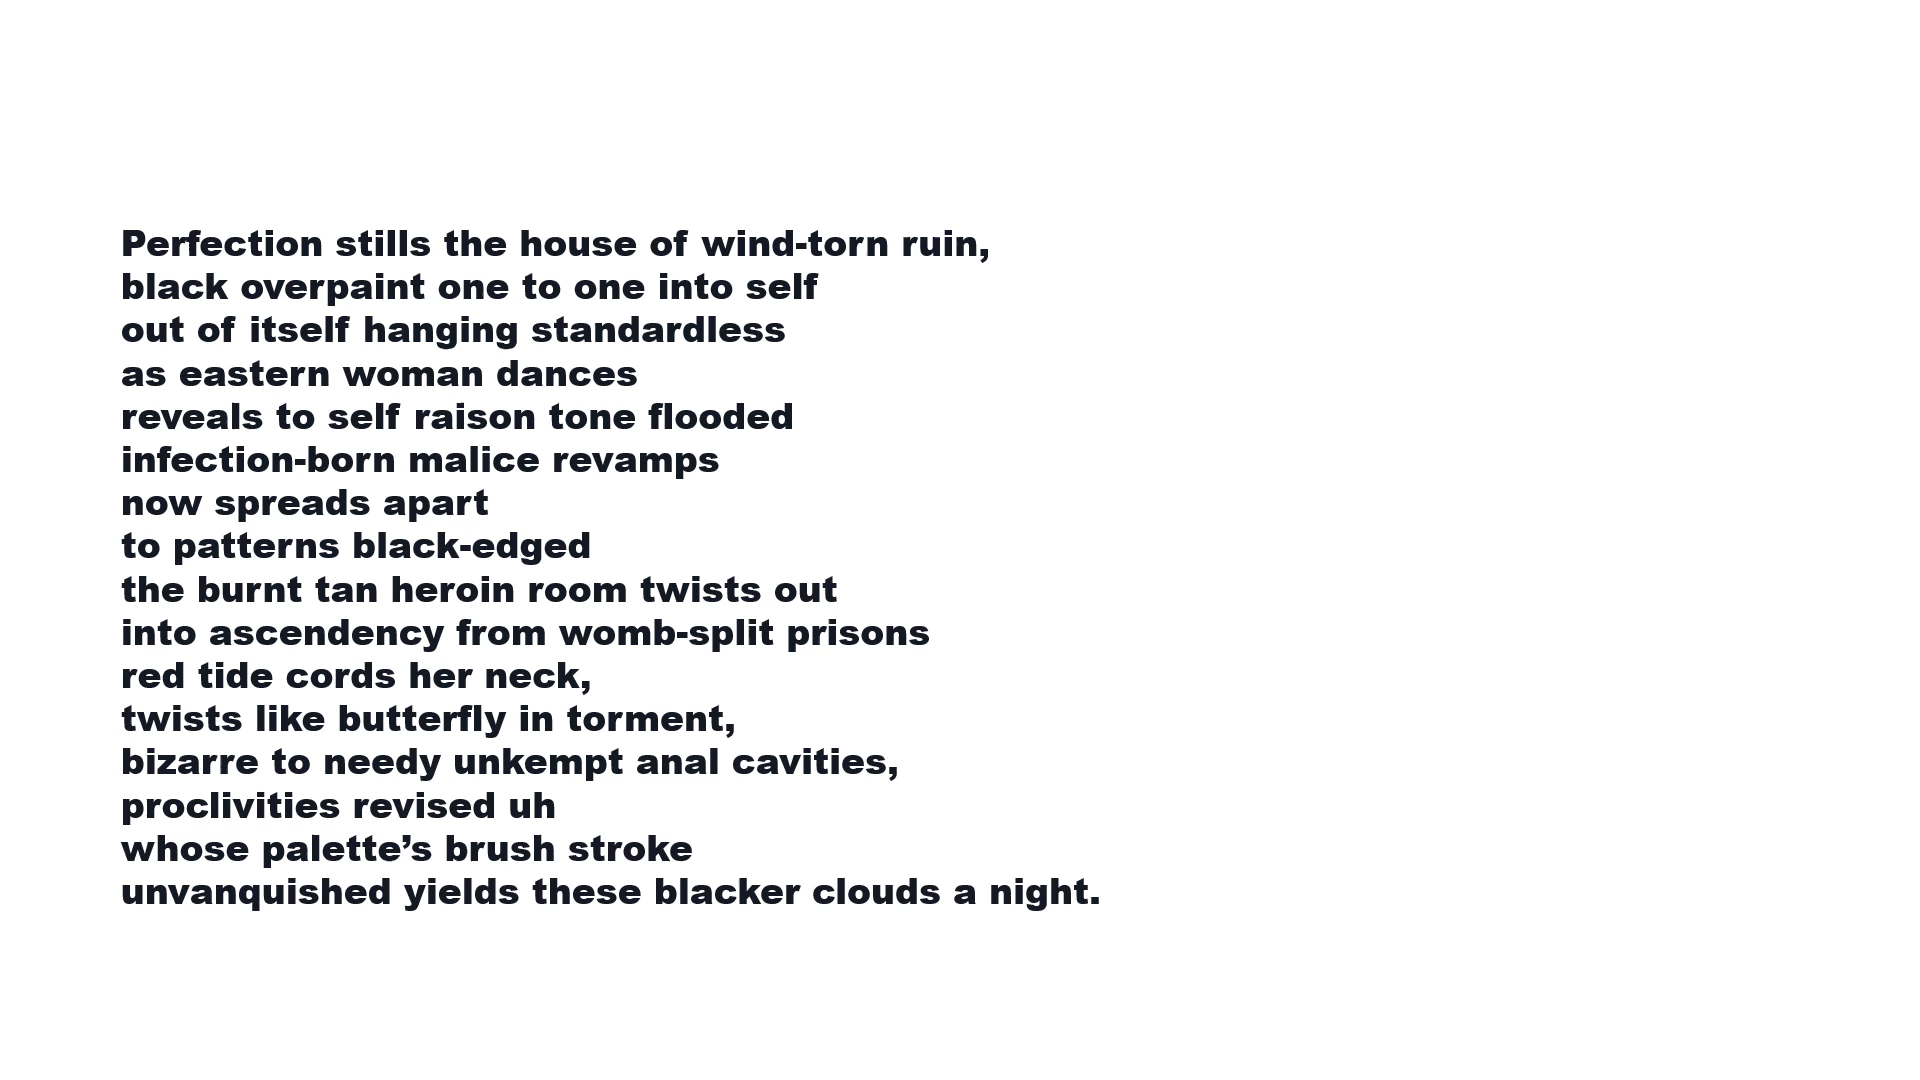 Perfection stills the house of wind-torn ruin,
black overpaint one to one into self
out of itself hanging standardless
as eastern woman dances
reveals to self raison tone flooded
infection-born malice revamps
now spreads apart
to patterns black-edged
the burnt tan heroin room twists out
into ascendency from womb-split prisons
red tide cords her neck,
twists like butterfly in torment,
bizarre to needy unkempt anal cavities,
proclivities revised uh
whose palette’s brush stroke
unvanquished yields these blacker clouds a night.